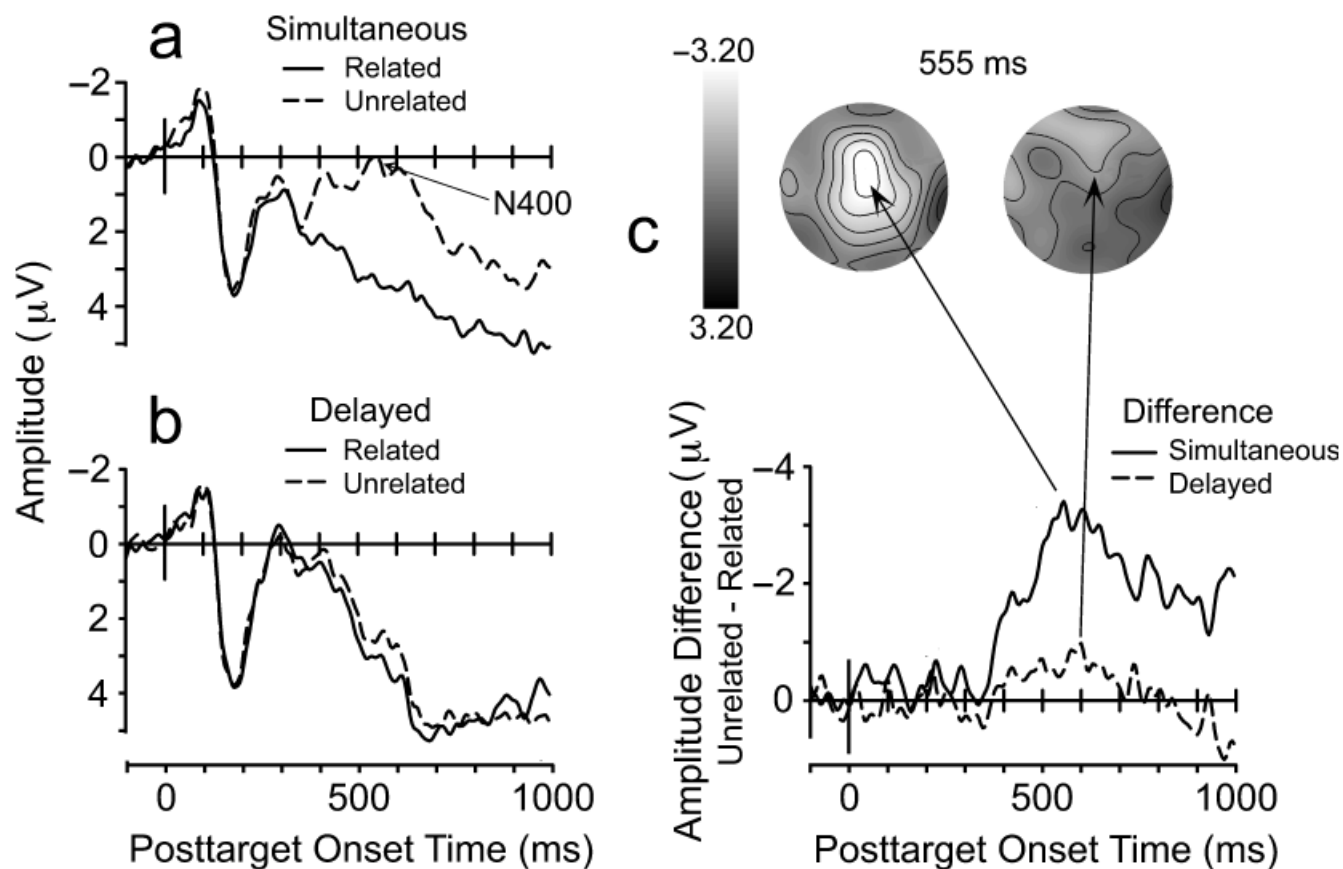 a
Simultaneous
Related
Unrelated
−2
0
2
4
N400
Amplitude (μV)
b
Delayed
Related
Unrelated
−2
0
2
4
0
500
1000
Posttarget Onset Time (ms)
c
−3.20
3.20
555 ms
Difference
Simultaneous
Delayed
Amplitude Difference (μV)
Unrelated - Related
−4
−2
0
0
500
1000
Posttarget Onset Time (ms)